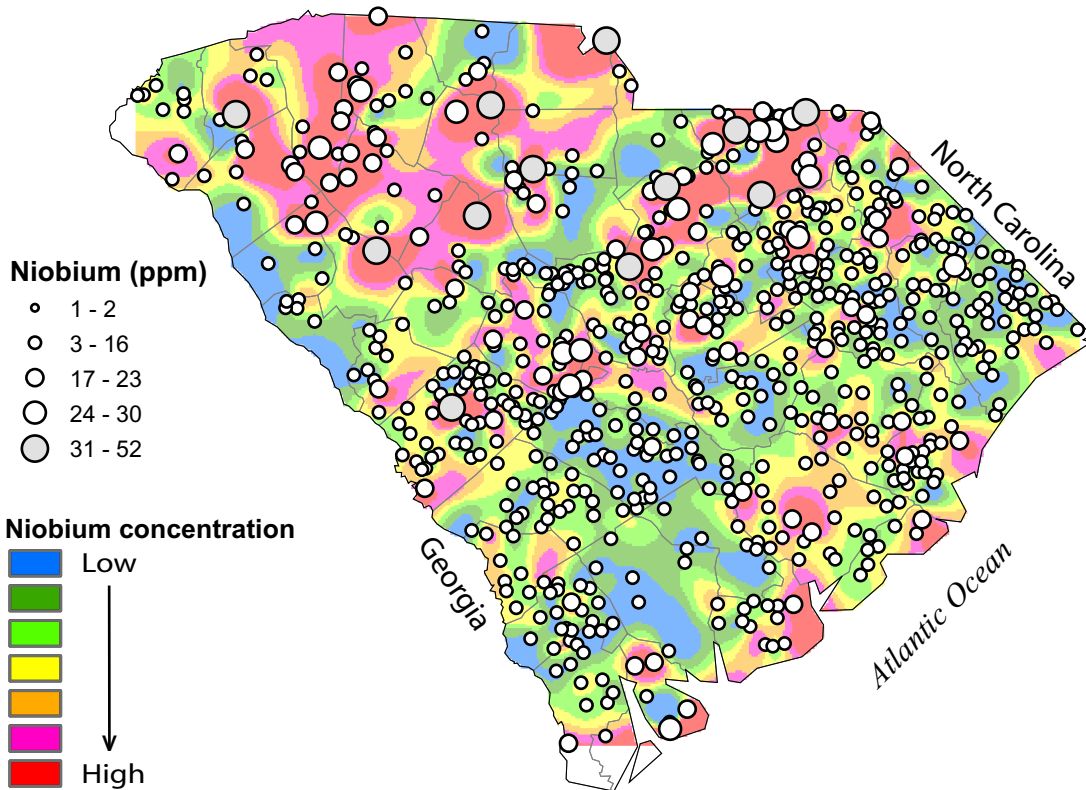 North Carolina
Niobium (ppm)
1 - 2
3 - 16
17 - 23
24 - 30
31 - 52
Niobium concentration
Low
High
Georgia
Atlantic Ocean